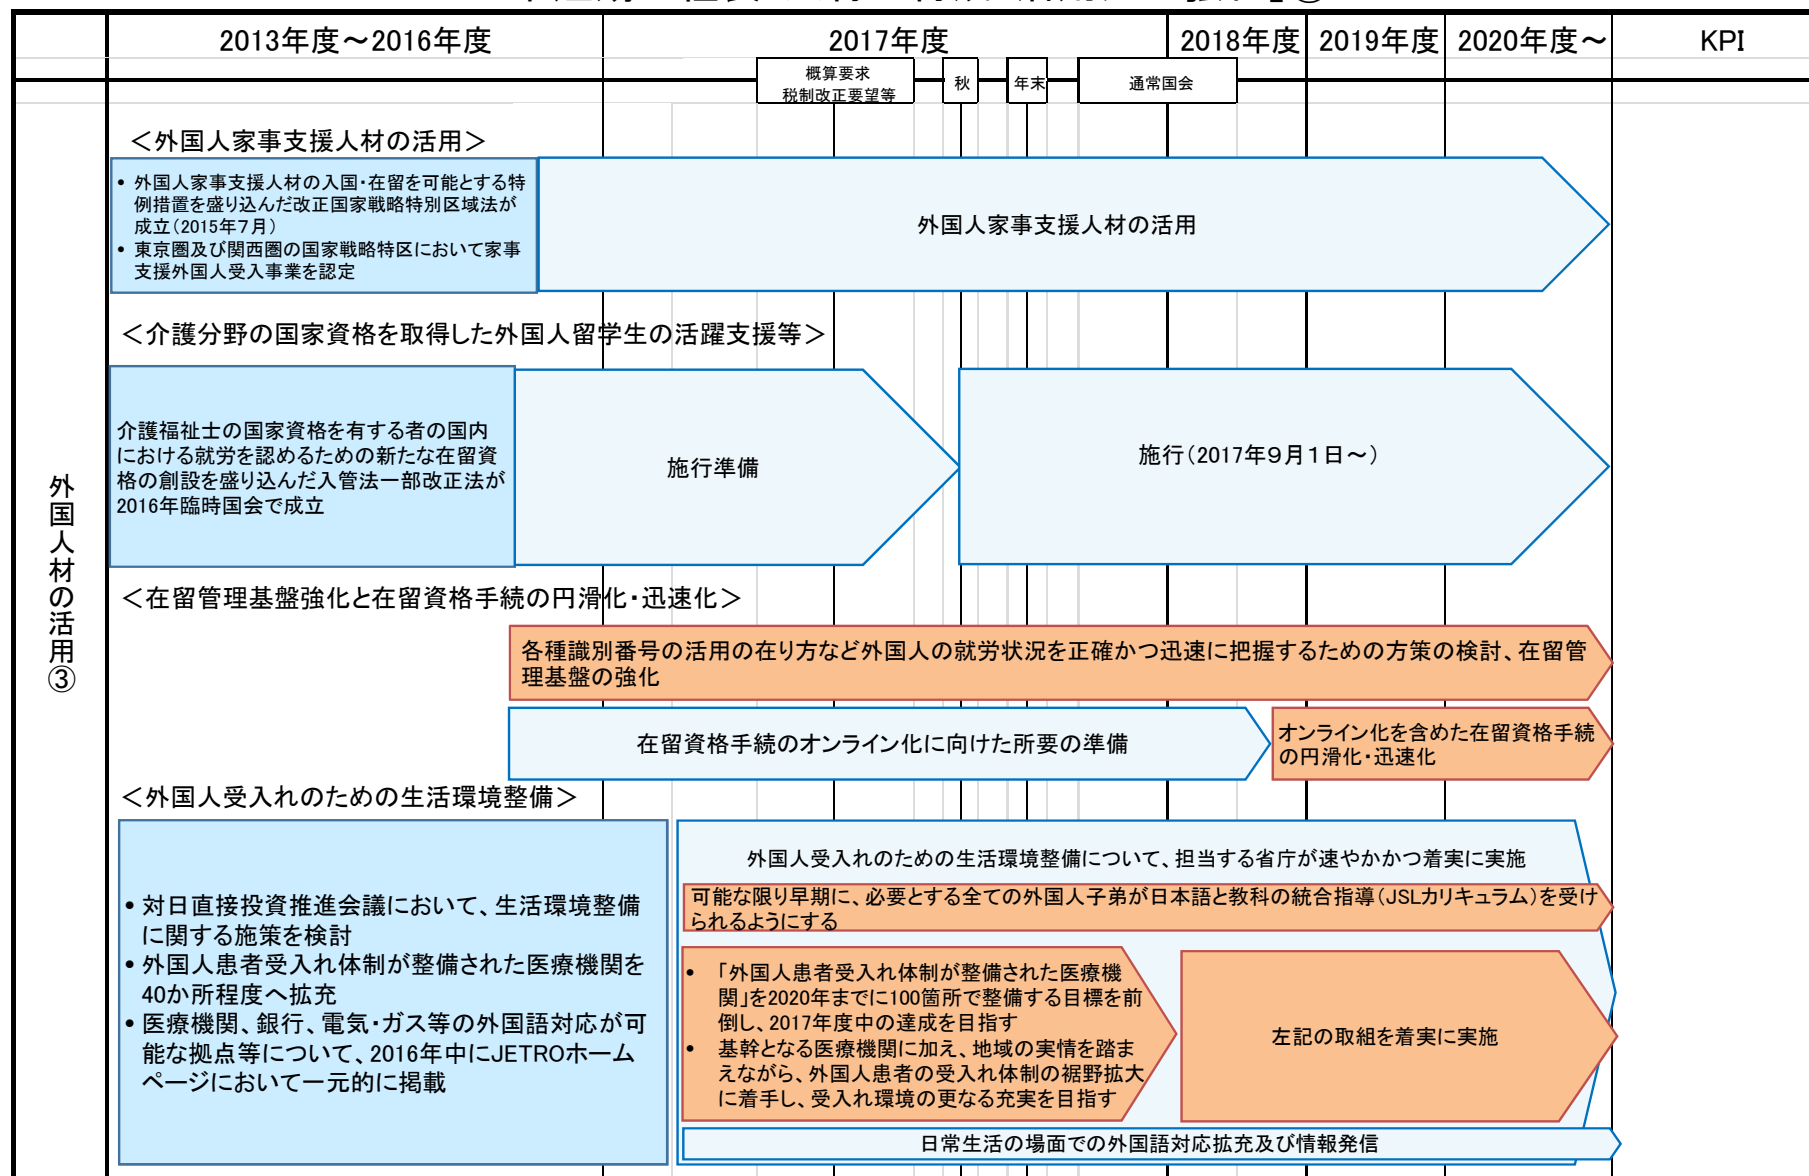 2013年度～2016年度
2017年度
2018年度
2019年度
2020年度～
KPI
概算要求
税制改正要望等
秋
年末
通常国会
外国人材の活用③
＜外国人家事支援人材の活用＞
• 外国人家事支援人材の入国・在留を可能とする特
例措置を盛り込んだ改正国家戦略特別区域法が
成立（2015年7月）
• 東京圏及び関西圏の国家戦略特区において家事
支援外国人受入事業を認定
外国人家事支援人材の活用
＜介護分野の国家資格を取得した外国人留学生の活躍支援等＞
介護福祉士の国家資格を有する者の国内
における就労を認めるための新たな在留資
格の創設を盛り込んだ入管法一部改正法が
2016年臨時国会で成立
施行準備
施行（2017年９月１日～）
＜在留管理基盤強化と在留資格手続の円滑化・迅速化＞
各種識別番号の活用の在り方など外国人の就労状況を正確かつ迅速に把握するための方策の検討、在留管
理基盤の強化
在留資格手続のオンライン化に向けた所要の準備
オンライン化を含めた在留資格手続
の円滑化・迅速化
＜外国人受入れのための生活環境整備＞
• 対日直接投資推進会議において、生活環境整備
に関する施策を検討
• 外国人患者受入れ体制が整備された医療機関を
40か所程度へ拡充
• 医療機関、銀行、電気・ガス等の外国語対応が可
能な拠点等について、2016年中にJETROホーム
ページにおいて一元的に掲載
外国人受入れのための生活環境整備について、担当する省庁が速やかかつ着実に実施
可能な限り早期に、必要とする全ての外国人子弟が日本語と教科の統合指導（JSLカリキュラム）を受け
られるようにする
• 「外国人患者受入れ体制が整備された医療機
関」を2020年までに100箇所で整備する目標を前
倒し、2017年度中の達成を目指す
• 基幹となる医療機関に加え、地域の実情を踏ま
えながら、外国人患者の受入れ体制の裾野拡大
に着手し、受入れ環境の更なる充実を目指す
左記の取組を着実に実施
日常生活の場面での外国語対応拡充及び情報発信